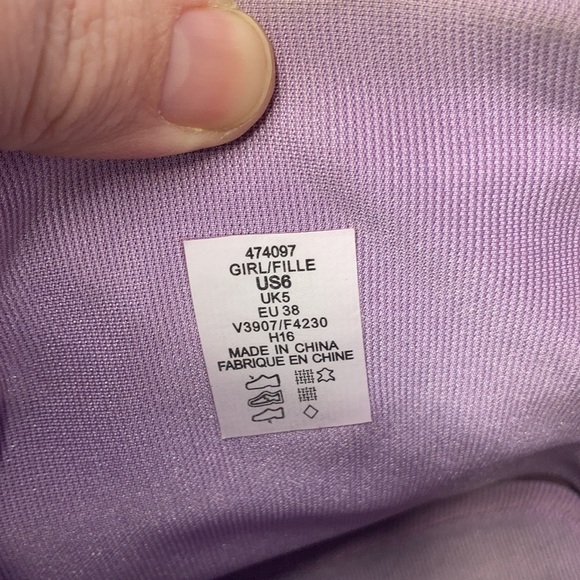 474097
GIRL/FILLE
US6
UK5
EU 38
V3907/F4230
H16
MADE IN CHINA
FABRIQUE EN CHINE